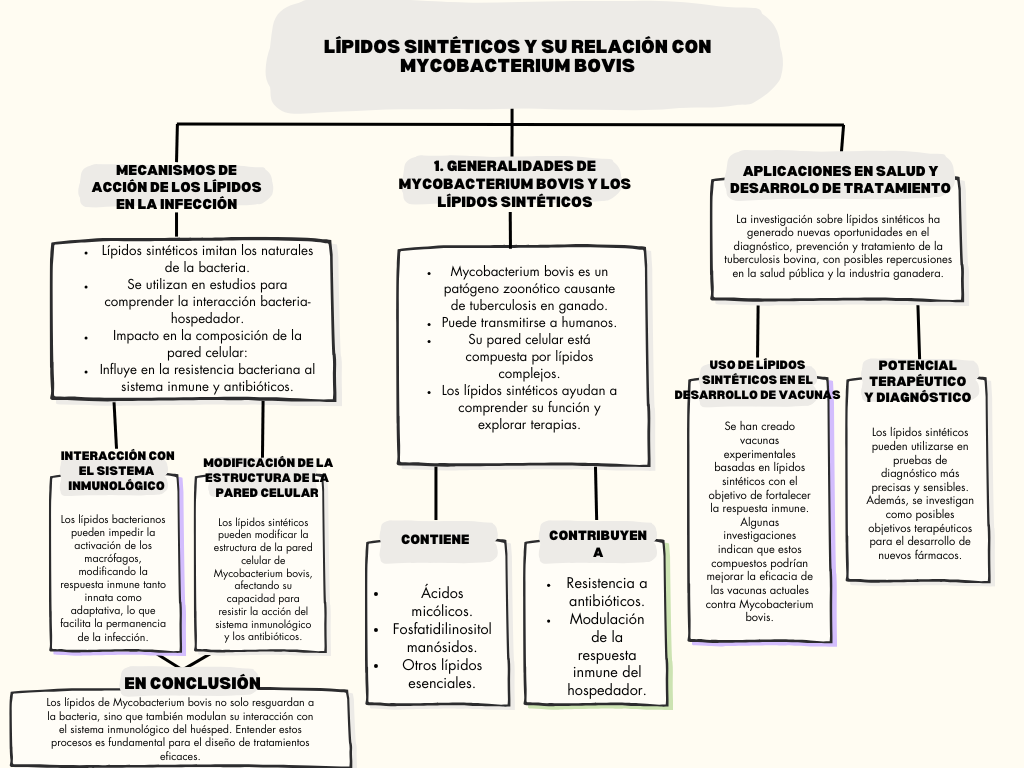 LÍPIDOS SINTÉTICOS Y SU RELACIÓN CON
MYCOBACTERIUM BOVIS
MECANISMOS DE
ACCIÓN DE LOS LÍPIDOS
EN LA INFECCIÓN
• Lípidos sintéticos imitan los naturales
de la bacteria.
• Se utilizan en estudios para
comprender la interacción bacteria-
hospedador.
• Impacto en la composición de la
pared celular:
• Influye en la resistencia bacteriana al
sistema inmune y antibióticos.
INTERACCIÓN CON
EL SISTEMA
INMUNOLÓGICO
Los lípidos bacterianos
pueden impedir la
activación de los
macrófagos,
modificando la
respuesta inmune tanto
innata como
adaptativa, lo que
facilita la permanencia
de la infección.
MODIFICACIÓN DE LA
ESTRUCTURA DE LA
PARED CELULAR
Los lípidos sintéticos
pueden modificar la
estructura de la pared
celular de
Mycobacterium bovis,
afectando su
capacidad para
resistir la acción del
sistema inmunológico
y los antibióticos.
EN CONCLUSIÓN
Los lípidos de Mycobacterium bovis no solo resguardan a
la bacteria, sino que también modulan su interacción con
el sistema inmunológico del huésped. Entender estos
procesos es fundamental para el diseño de tratamientos
eficaces.
1. GENERALIDADES DE
MYCOBACTERIUM BOVIS Y LOS
LÍPIDOS SINTÉTICOS
• Mycobacterium bovis es un
patógeno zoonótico causante
de tuberculosis en ganado.
• Puede transmitirse a humanos.
• Su pared celular está
compuesta por lípidos
complejos.
• Los lípidos sintéticos ayudan a
comprender su función y
explorar terapias.
CONTIENE
• Ácidos
micólicos.
• Fosfatidilinositol
manósidos.
• Otros lípidos
esenciales.
CONTRIBUYEN
A
• Resistencia a
antibióticos.
• Modulación
de la
respuesta
inmune del
hospedador.
APLICACIONES EN SALUD Y
DESARROLO DE TRATAMIENTO
La investigación sobre lípidos sintéticos ha
generado nuevas oportunidades en el
diagnóstico, prevención y tratamiento de la
tuberculosis bovina, con posibles repercusiones
en la salud pública y la industria ganadera.
USO DE LÍPIDOS
SINTÉTICOS EN EL
DESARROLLO DE VACUNAS
Se han creado
vacunas
experimentales
basadas en lípidos
sintéticos con el
objetivo de fortalecer
la respuesta inmune.
Algunas
investigaciones
indican que estos
compuestos podrían
mejorar la eficacia de
las vacunas actuales
contra Mycobacterium
bovis.
POTENCIAL
TERAPÉUTICO
Y DIAGNÓSTICO
Los lípidos sintéticos
pueden utilizarse en
pruebas de
diagnóstico más
precisas y sensibles.
Además, se investigan
como posibles
objetivos terapéuticos
para el desarrollo de
nuevos fármacos.